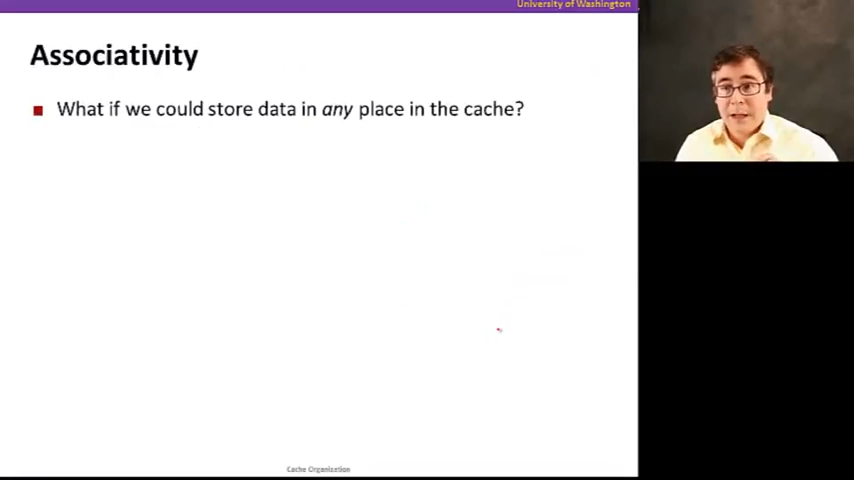 University of Washington
Associativity
What if we could store data in any place in the cache?
Cache Organization